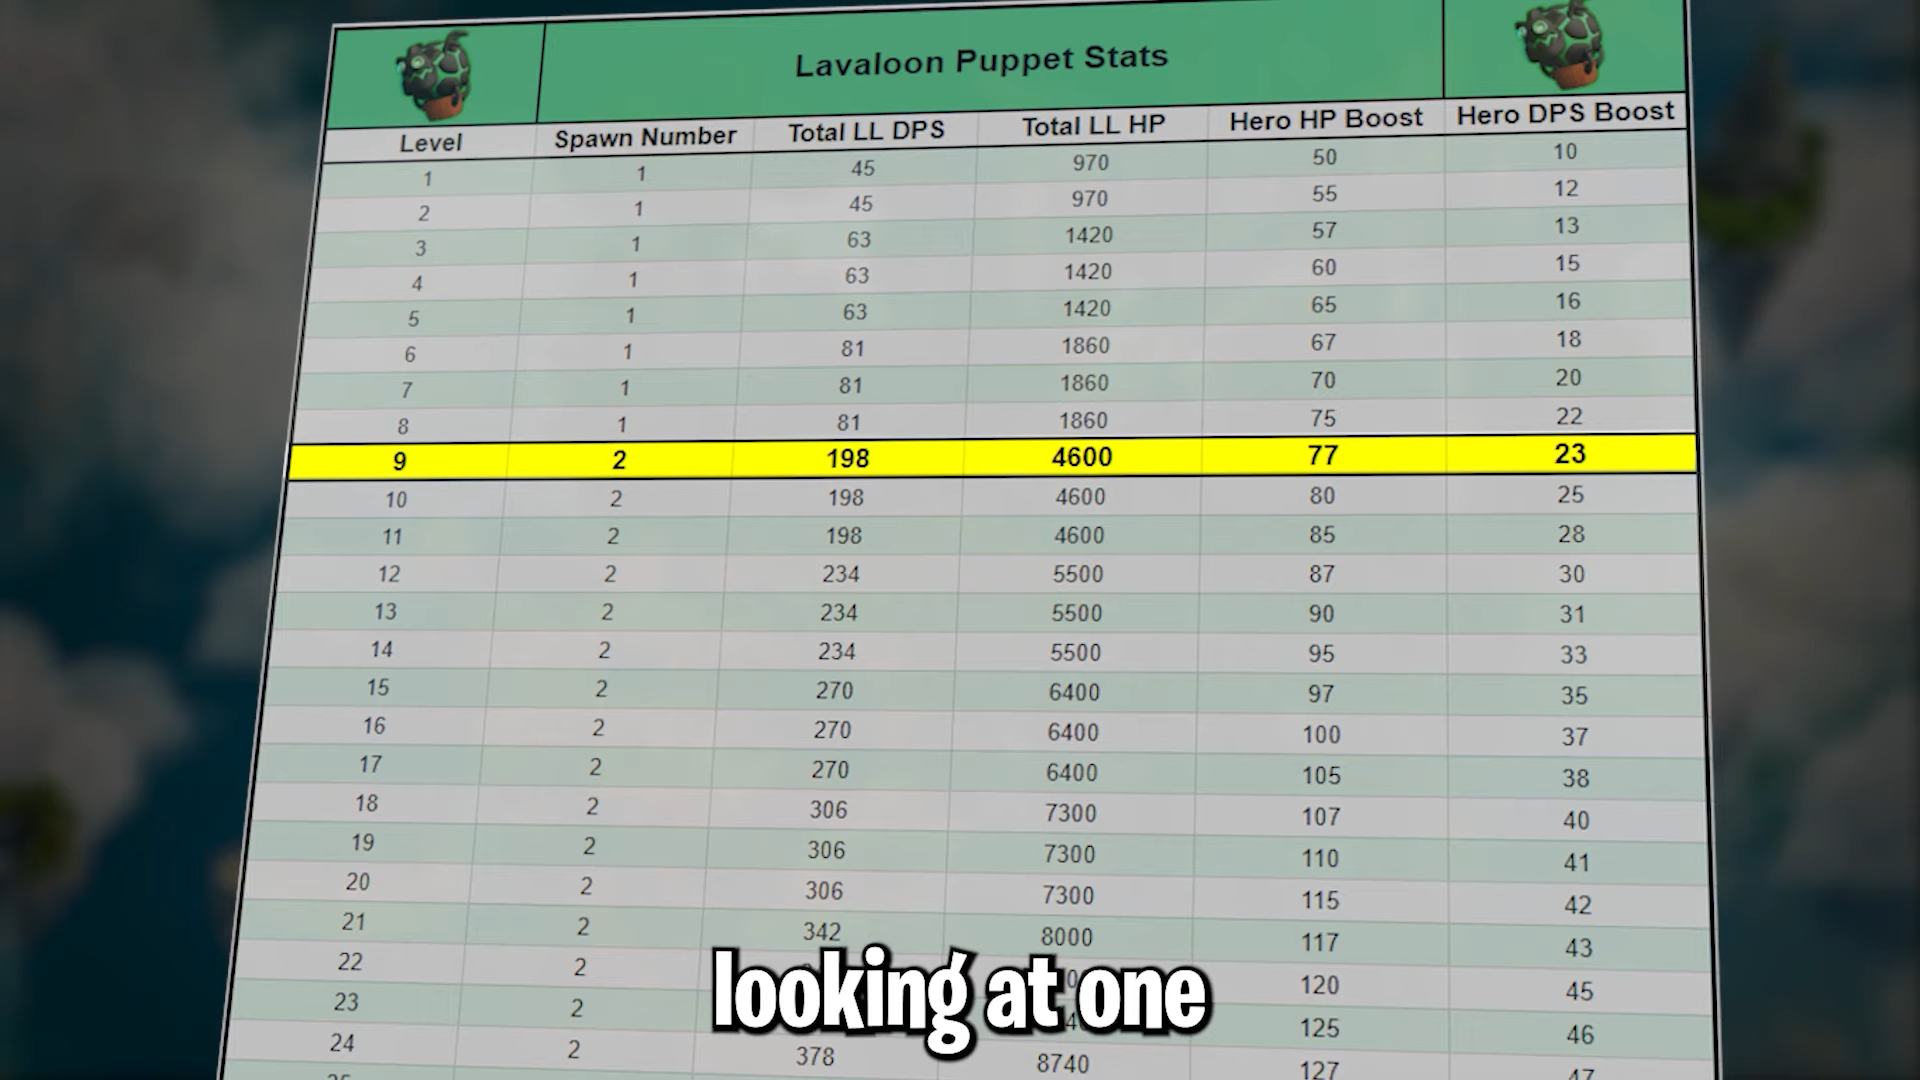 Lavaloon Puppet Stats
Level Spawn Number Total LL DPS Total LL HP Hero HP Boost Hero DPS Boost
1 1 45 970 50 10
2 1 45 970 55 12
3 1 63 1420 57 13
4 1 63 1420 60 15
5 1 63 1420 65 16
6 1 81 1860 67 18
7 1 81 1860 70 20
8 1 81 1860 75 22
9 2 198 4600 77 23
10 2 198 4600 80 25
11 2 198 4600 85 28
12 2 234 5500 87 30
13 2 234 5500 90 31
14 2 234 5500 95 33
15 2 270 6400 97 35
16 2 270 6400 100 37
17 2 270 6400 105 38
18 2 306 7300 107 40
19 2 306 7300 110 41
20 2 306 7300 115 42
21 2 342 8000 117 43
22 2 120 45
23 2 125 46
24 2 378 8740 127 47
looking at one